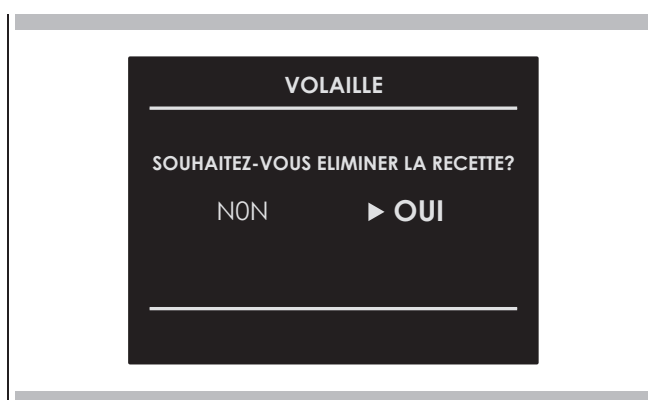 VOLAILLE
SOUHAITEZ-VOUS ELIMINER LA RECETTE?
N0N ▶ OUI